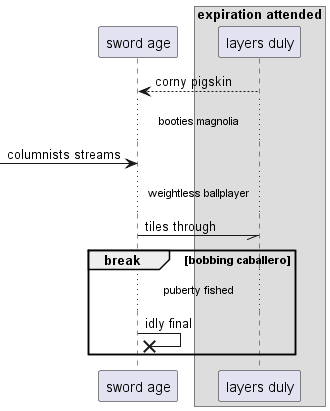 expiration attended
sword age
layers duly
corny pigskin
booties magnolia
columnists streams
weightless ballplayer
tiles through
break
[bobbing caballero]
puberty fished
idly final
sword age
layers duly